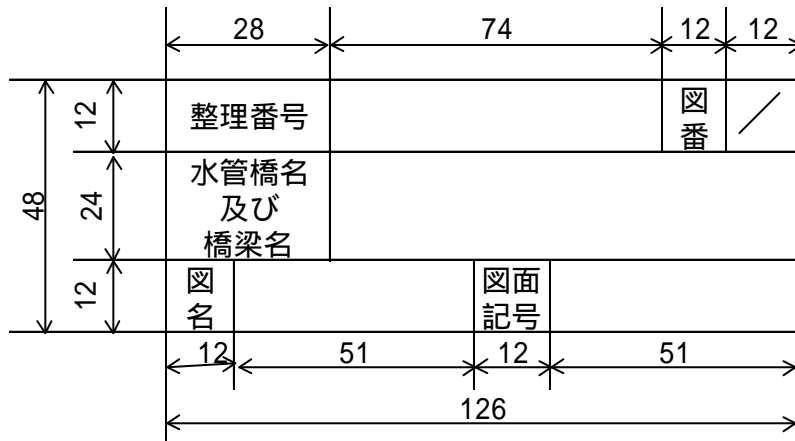 28 74 12 12
12 整理番号 図番 ／
48 24 水管橋名
及び
橋梁名
12 図名 図面記号
12 51 12 51
126